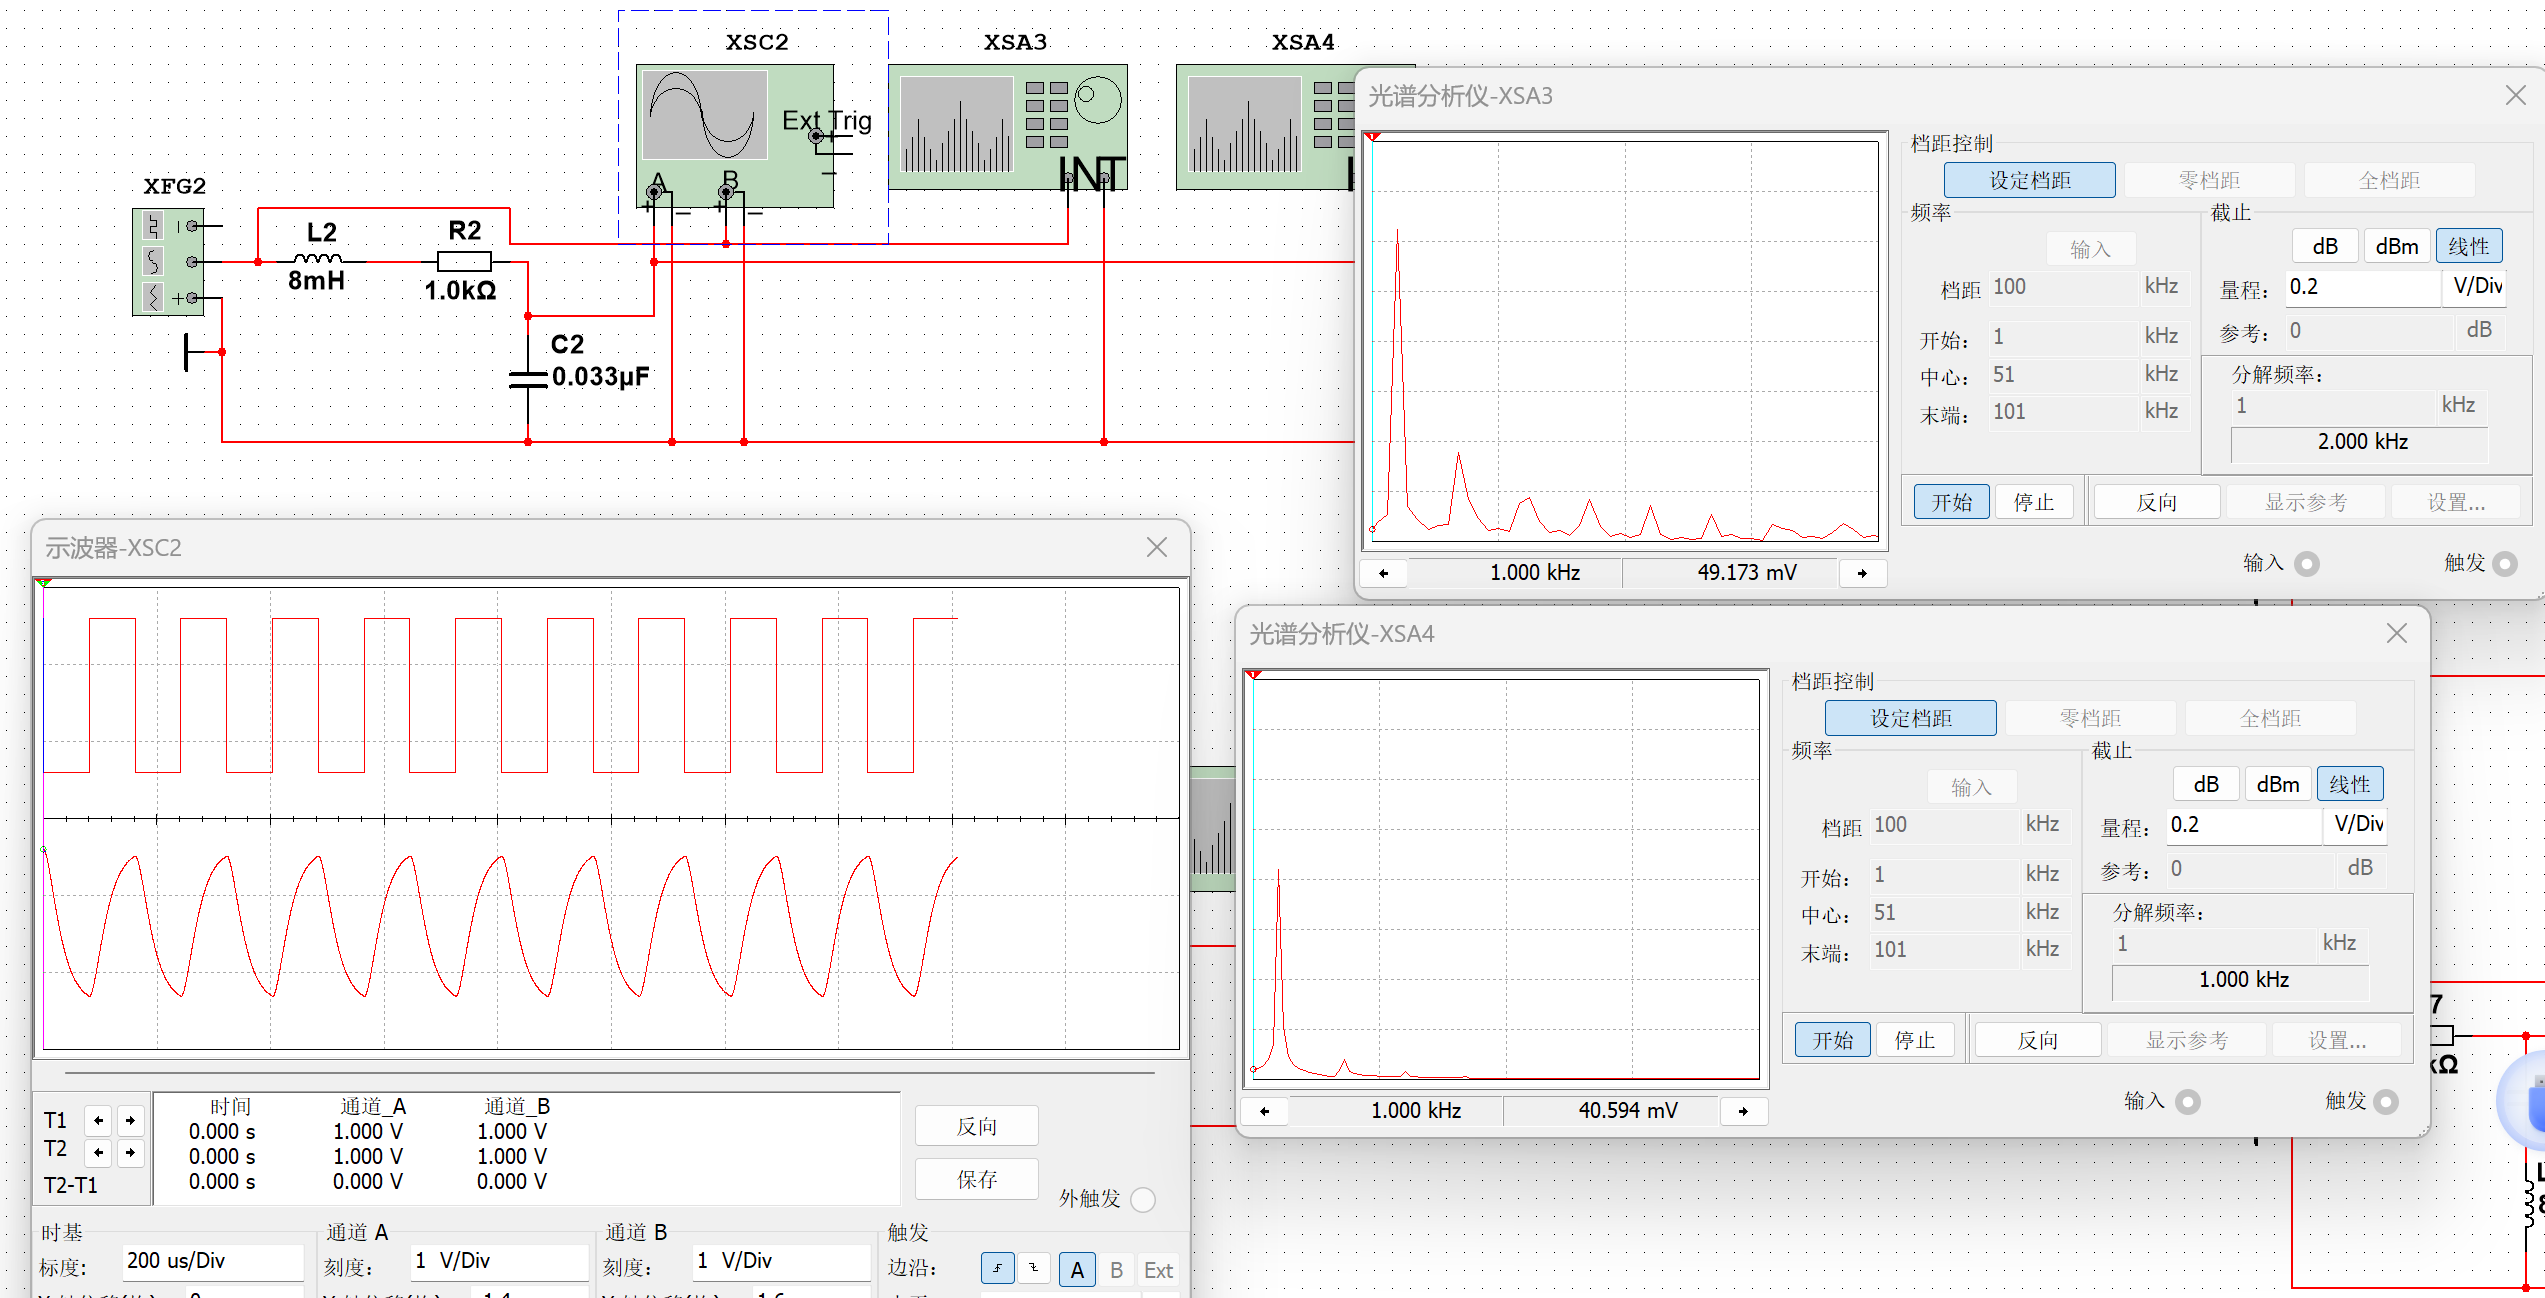 XSC2
XSA3
XSA4
Ext Trig
A
B
INT
XFG2
L2
8mH
R2
1.0kΩ
C2
0.033µF
光谱分析仪-XSA3
档距控制
设定档距 零档距 全档距
频率
截止
输入
dB dBm 线性
档距 100 kHz
量程: 0.2 V/Div
开始: 1 kHz
参考: 0 dB
中心: 51 kHz
末端: 101 kHz
分解频率:
1 kHz
2.000 kHz
开始 停止 反向 显示参考 设置...
1.000 kHz 49.173 mV
输入 触发
光谱分析仪-XSA4
档距控制
设定档距 零档距 全档距
频率
截止
输入
dB dBm 线性
档距 100 kHz
量程: 0.2 V/Div
开始: 1 kHz
参考: 0 dB
中心: 51 kHz
末端: 101 kHz
分解频率:
1 kHz
1.000 kHz
开始 停止 反向 显示参考 设置...
1.000 kHz 40.594 mV
输入 触发
示波器-XSC2
时间 通道_A 通道_B
T1 0.000 s 1.000 V 1.000 V
T2 0.000 s 1.000 V 1.000 V
T2-T1 0.000 s 0.000 V 0.000 V
反向
保存
外触发
时基
标度: 200 us/Div
通道 A
刻度: 1 V/Div
通道 B
刻度: 1 V/Div
触发
边沿:
A B Ext
7
kΩ